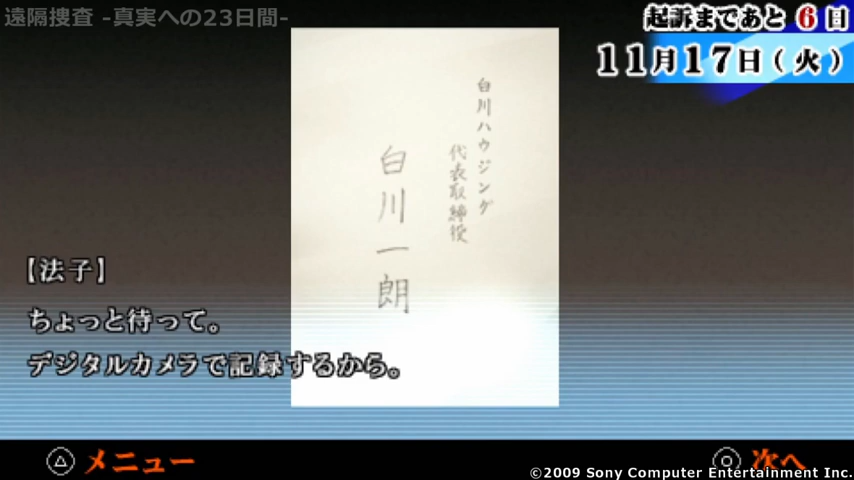 遠隔捜査 -真実への23日間-
起訴まであと 6 日
11月17日(火)
白川ハウジング
代表取締役
白川一朗
【法子】
ちょっと待って。
デジタルカメラで記録するから。
△ メニュー
○ 次へ
©2009 Sony Computer Entertainment Inc.